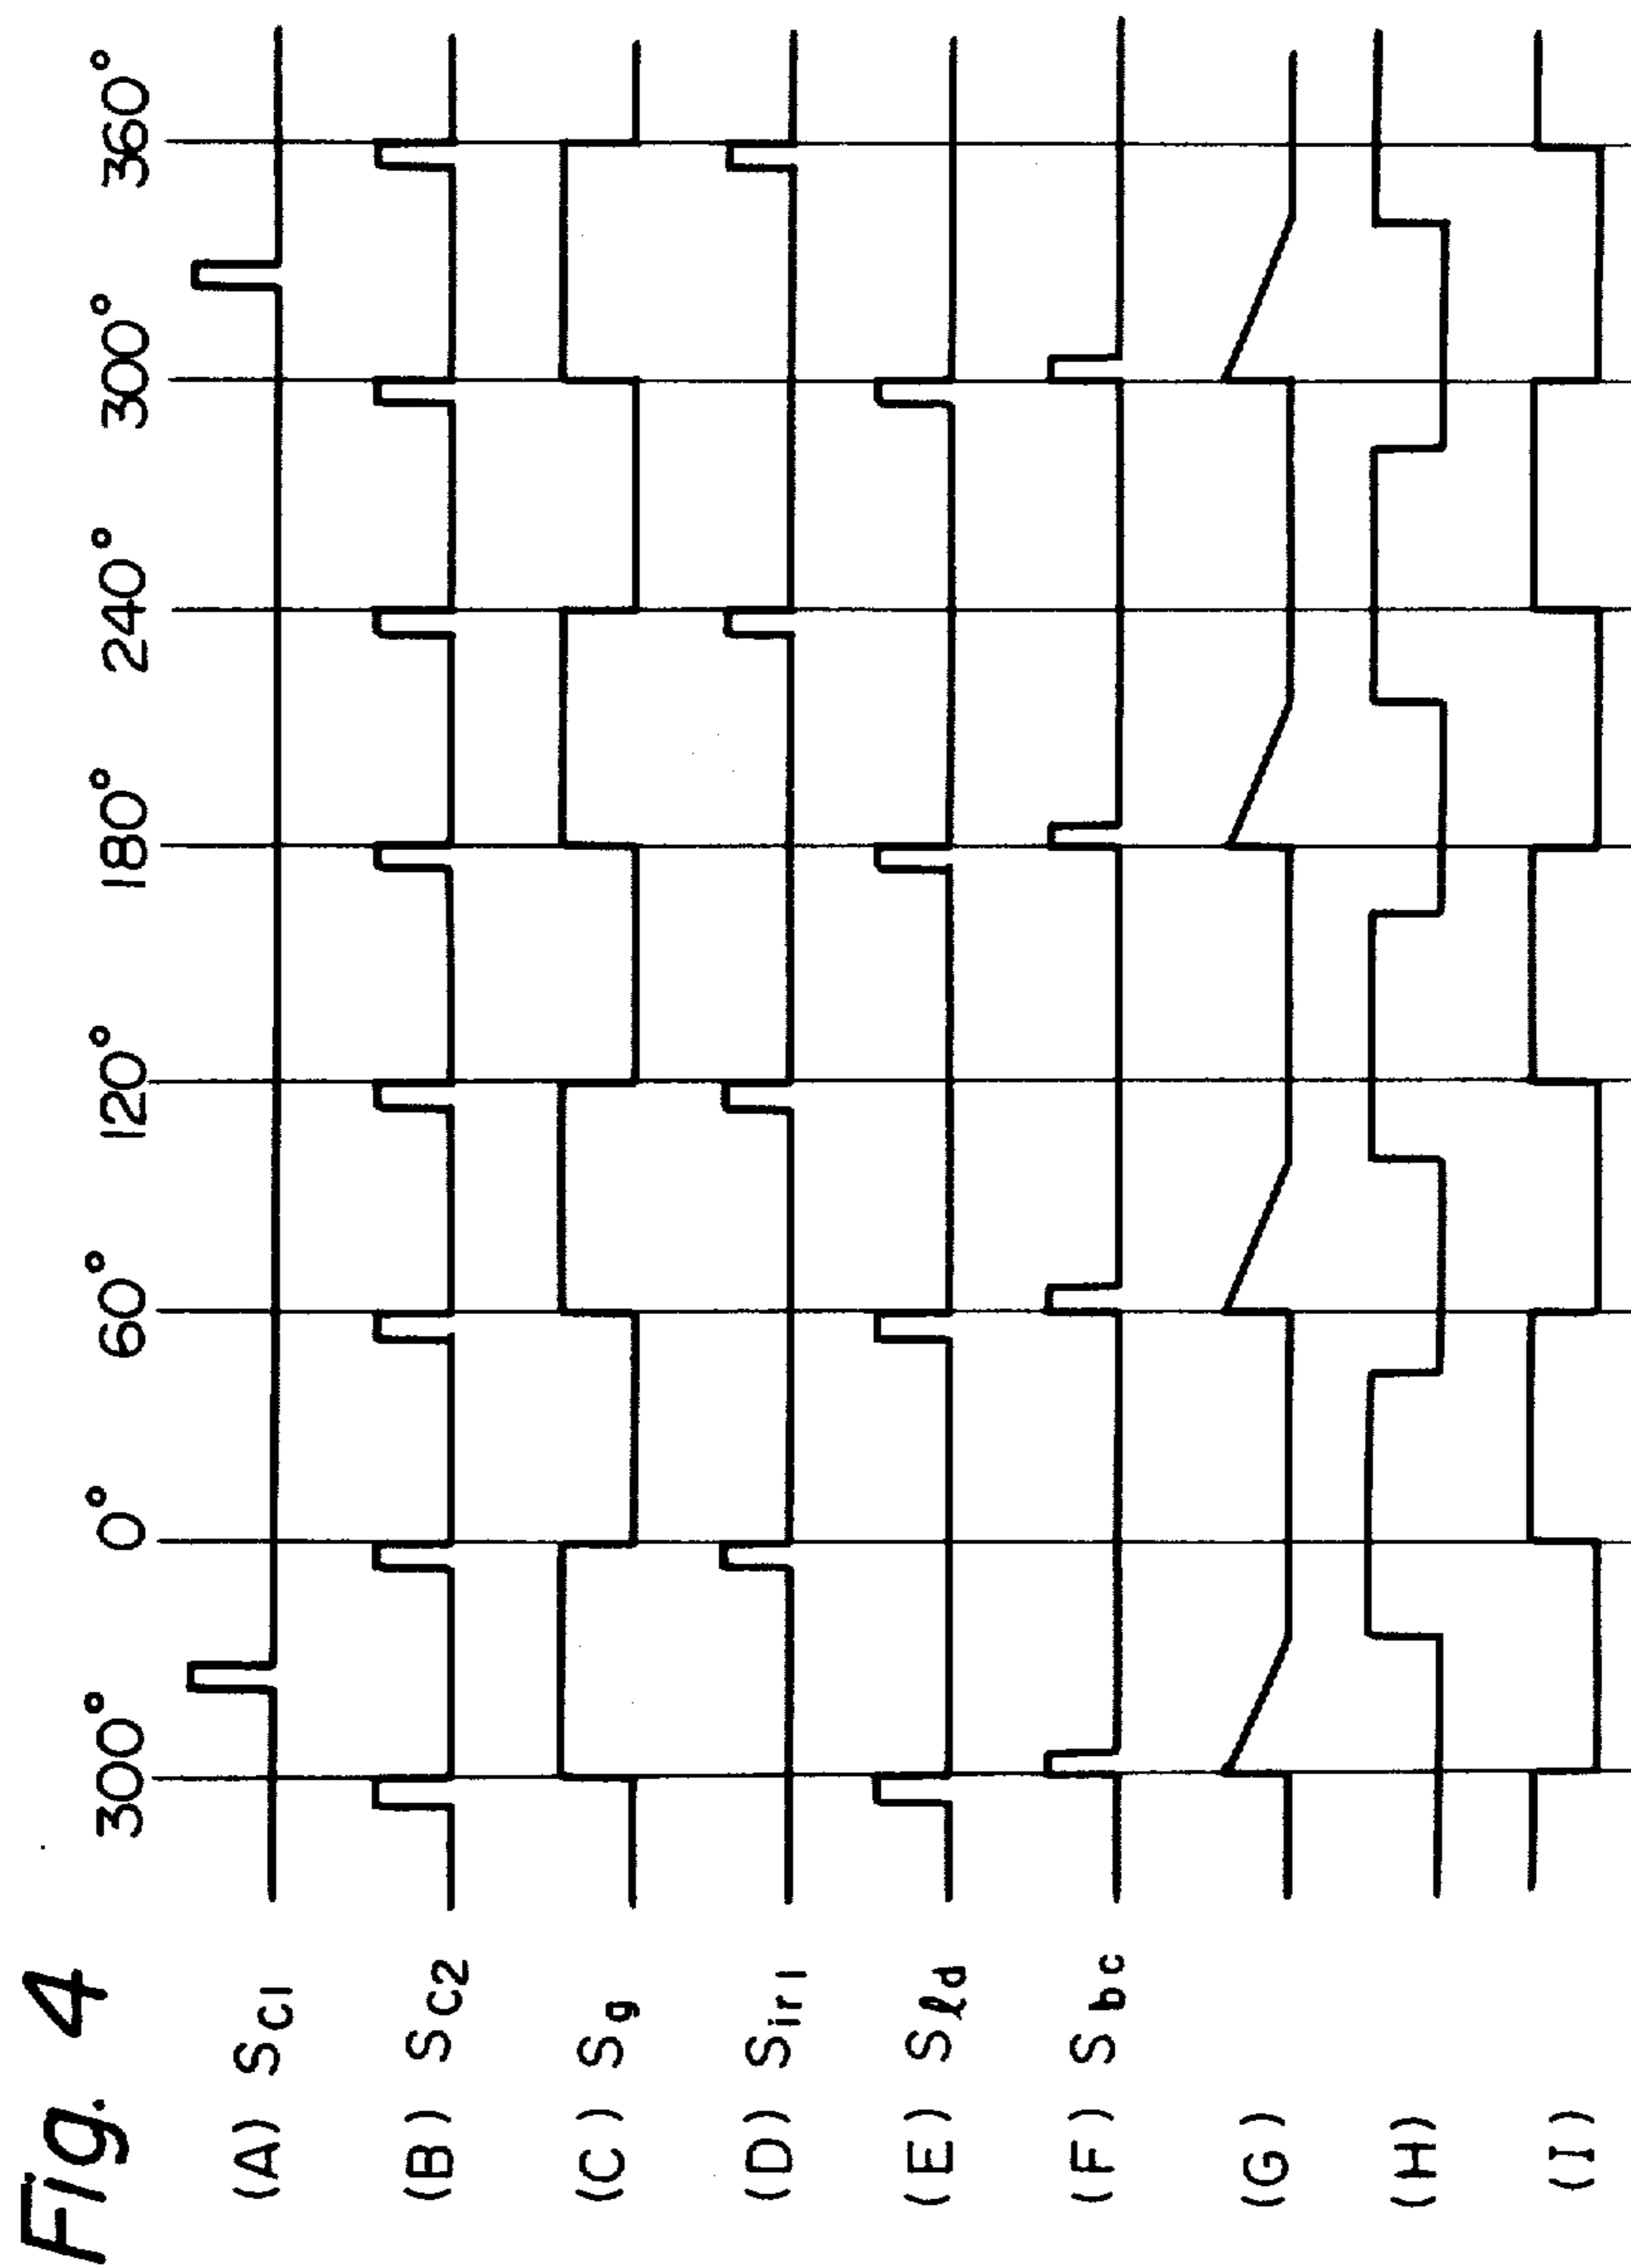 Fig. 4
300° 0° 60° 120° 180° 240° 300° 360°
(A) SC1
(B) SC2
(C) Sg
(D) Sir1
(E) Sℓd
(F) Sbc
(G)
(H)
(I)